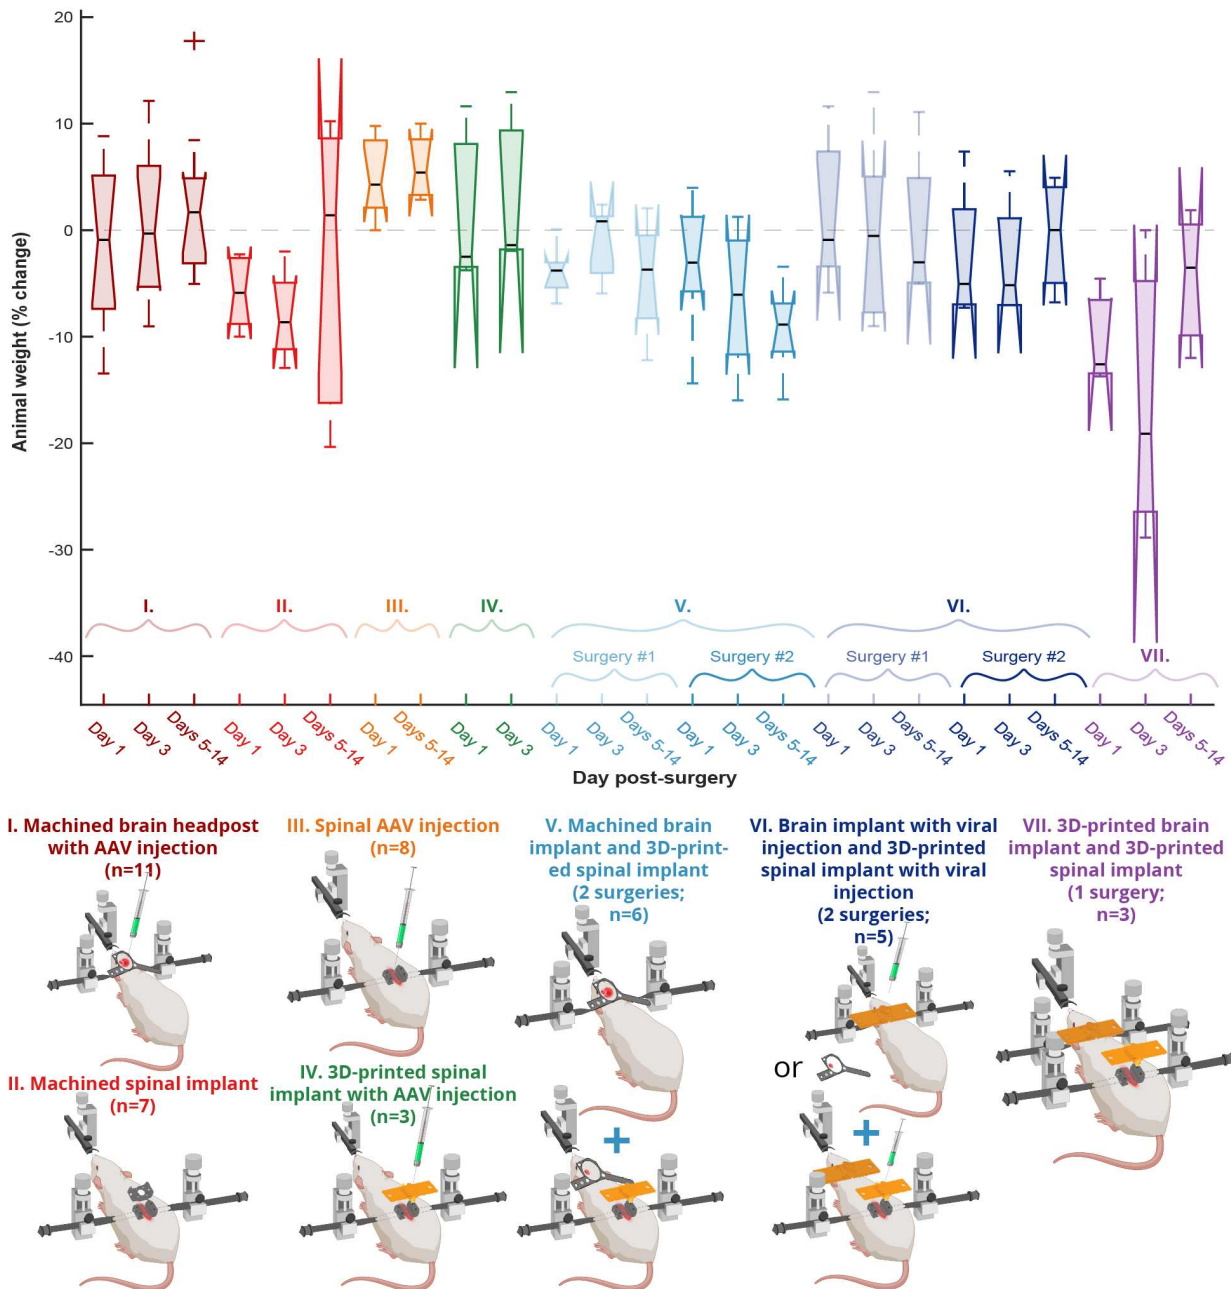 Animal weight (% change)
20
10
0
-10
-20
-30
-40
I.
II.
III.
IV.
V.
VI.
Surgery #1
Surgery #2
Surgery #1
Surgery #2
VII.
Day 1
Day 3
Days 5-14
Day 1
Day 3
Days 5-14
Day 1
Days 5-14
Day 1
Day 3
Day 1
Day 3
Days 5-14
Day 1
Day 3
Days 5-14
Day 1
Day 3
Days 5-14
Day 1
Day 3
Days 5-14
Day 1
Day 3
Days 5-14
Day post-surgery
I. Machined brain headpost
with AAV injection
(n=11)
II. Machined spinal implant
(n=7)
III. Spinal AAV injection
(n=8)
IV. 3D-printed spinal
implant with AAV injection
(n=3)
V. Machined brain
implant and 3D-print-
ed spinal implant
(2 surgeries;
n=6)
+
VI. Brain implant with viral
injection and 3D-printed
spinal implant with viral
injection
(2 surgeries;
n=5)
or
+
VII. 3D-printed brain
implant and 3D-printed
spinal implant
(1 surgery;
n=3)